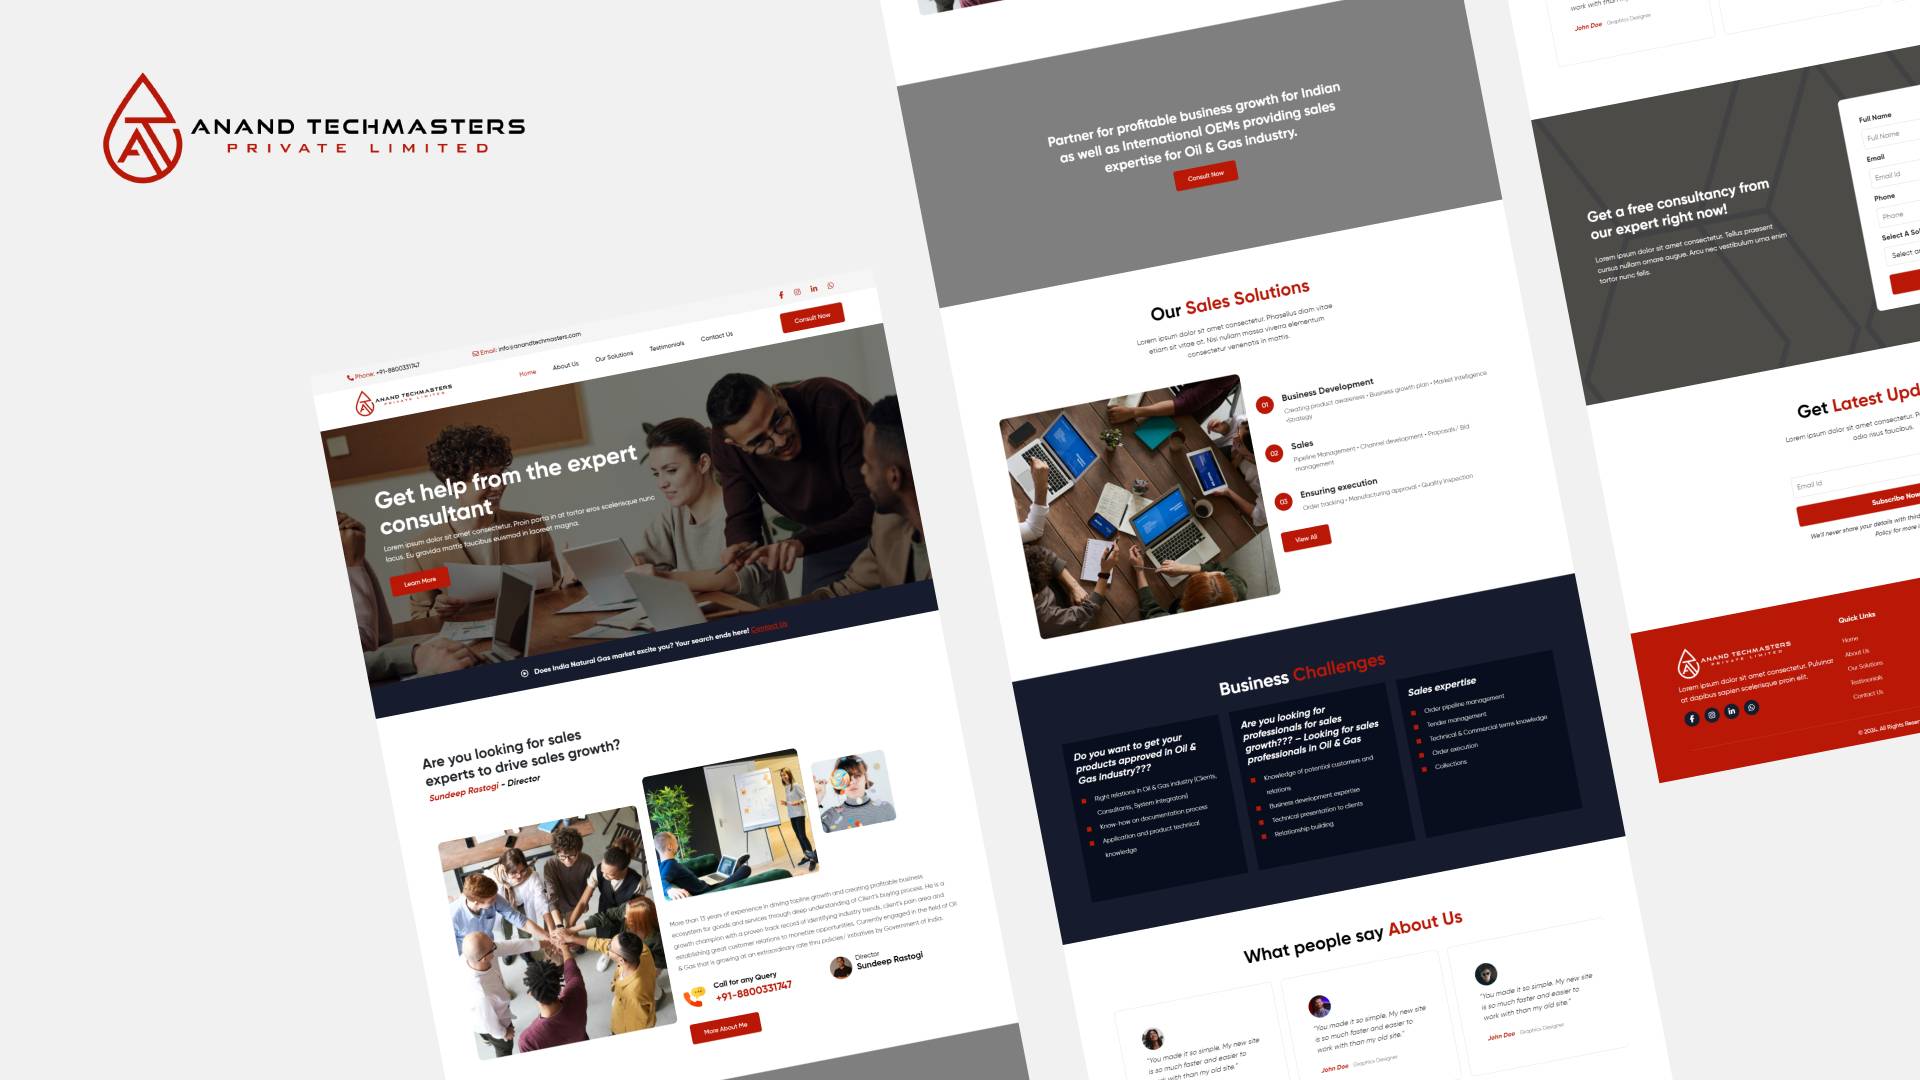 ANAND TECHMASTERS
PRIVATE LIMITED
Phone: +91-8800331747
Email: info@anandtechmasters.com
ANAND TECHMASTERS
PRIVATE LIMITED
Home
About Us
Our Solutions
Testimonials
Contact Us
Consult Now
Get help from the expert
consultant
Lorem ipsum dolor sit amet consectetur. Proin porta in at tortor eros scelerisque nunc
lacus. Eu gravida mattis faucibus euismod in laoreet magna.
Learn More
Does India Natural Gas market excite you? Your search ends here! Contact Us
Are you looking for sales
experts to drive sales growth?
Sundeep Rastogi - Director
More than 13 years of experience in driving topline growth and creating profitable business
ecosystem for goods and services through deep understanding of Client's buying process. He is a
growth champion with a proven track record of identifying industry trends, client's pain area and
establishing great customer relations to monetize opportunities. Currently engaged in the field of Oil
& Gas that is growing at an extraordinary rate thru policies/ initiatives by Government of India.
Call for any Query
+91-8800331747
Director
Sundeep Rastogi
More About Me
Partner for profitable business growth for Indian
as well as International OEMs providing sales
expertise for Oil & Gas industry.
Consult Now
Our Sales Solutions
Lorem ipsum dolor sit amet consectetur. Phasellus diam vitae
etiam sit vitae at. Nisi nullam massa viverra elementum
consectetur venenatis in mattis.
01
Business Development
Creating product awareness • Business growth plan • Market Intelligence
•Strategy
02
Sales
Pipeline Management • Channel development • Proposals/ Bid
management
03
Ensuring execution
Order tracking • Manufacturing approval • Quality Inspection
View All
Business Challenges
Do you want to get your
products approved in Oil &
Gas Industry???
Right relations in Oil & Gas industry (Clients,
Consultants, System Integrators)
Know-how on documentation process
Application and product technical
knowledge
Are you looking for
professionals for sales
growth??? – Looking for sales
professionals in Oil & Gas
Knowledge of potential customers and
relations
Business development expertise
Technical presentation to clients
Relationship building
Sales expertise
Order pipeline management
Tender management
Technical & Commercial terms knowledge
Order execution
Collections
What people say About Us
"You made it so simple. My new site
is so much faster and easier to
work with than my old site."
"You made it so simple. My new site
is so much faster and easier to
work with than my old site."
John Doe - Graphics Designer
"You made it so simple. My new site
is so much faster and easier to
work with than my old site."
John Doe - Graphics Designer
work with than
John Doe - Graphics Designer
Get a free consultancy from
our expert right now!
Lorem ipsum dolor sit amet consectetur. Tellus praesent
cursus nullam ornare augue. Arcu nec vestibulum urna enim
tortor nunc felis.
Full Name
Full Name
Email
Email Id
Phone
Phone
Select A
Select
Get Latest Upd
Lorem ipsum dolor sit amet consectetur.
odio risus faucibus.
Email Id
Subscribe Now
We'll never share your details with third
Policy for more
ANAND TECHMASTERS
PRIVATE LIMITED
Lorem ipsum dolor sit amet consectetur. Pulvinar
at dapibus sapien scelerisque proin elit.
Quick Links
Home
About Us
Our Solutions
Testimonials
Contact Us
© 2024. All Rights